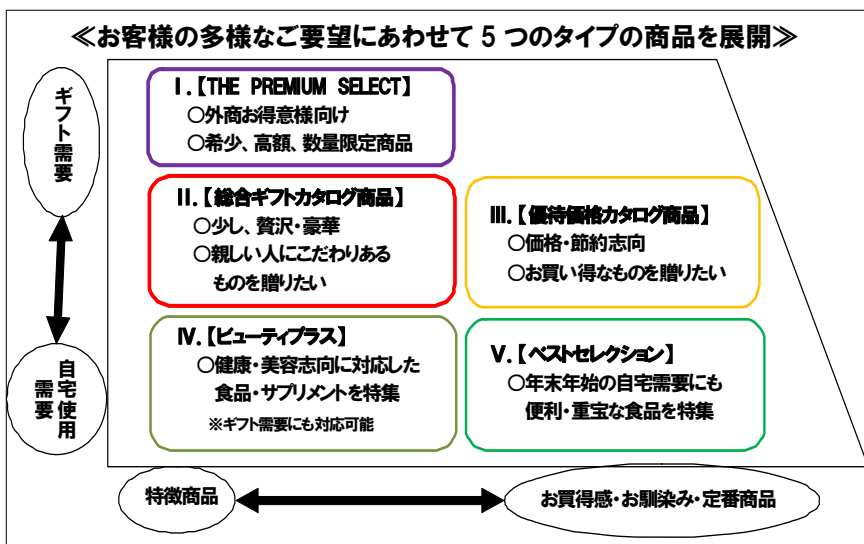 ≪お客様の多様なご要望にあわせて5つのタイプの商品を展開≫
ギフト需要
Ⅰ.【THE PREMIUM SELECT】
○外商お得意様向け
○希少、高額、数量限定商品
Ⅱ.【総合ギフトカタログ商品】
○少し、贅沢・豪華
○親しい人にこだわりある
ものを贈りたい
Ⅲ.【優待価格カタログ商品】
○価格・節約志向
○お買い得なものを贈りたい
自宅使用
需要
Ⅳ.【ビューティプラス】
○健康・美容志向に対応した
食品・サプリメントを特集
※ギフト需要にも対応可能
Ⅴ.【ベストセレクション】
○年末年始の自宅需要にも
便利・重宝な食品を特集
特徴商品
お買得感・お馴染み・定番商品